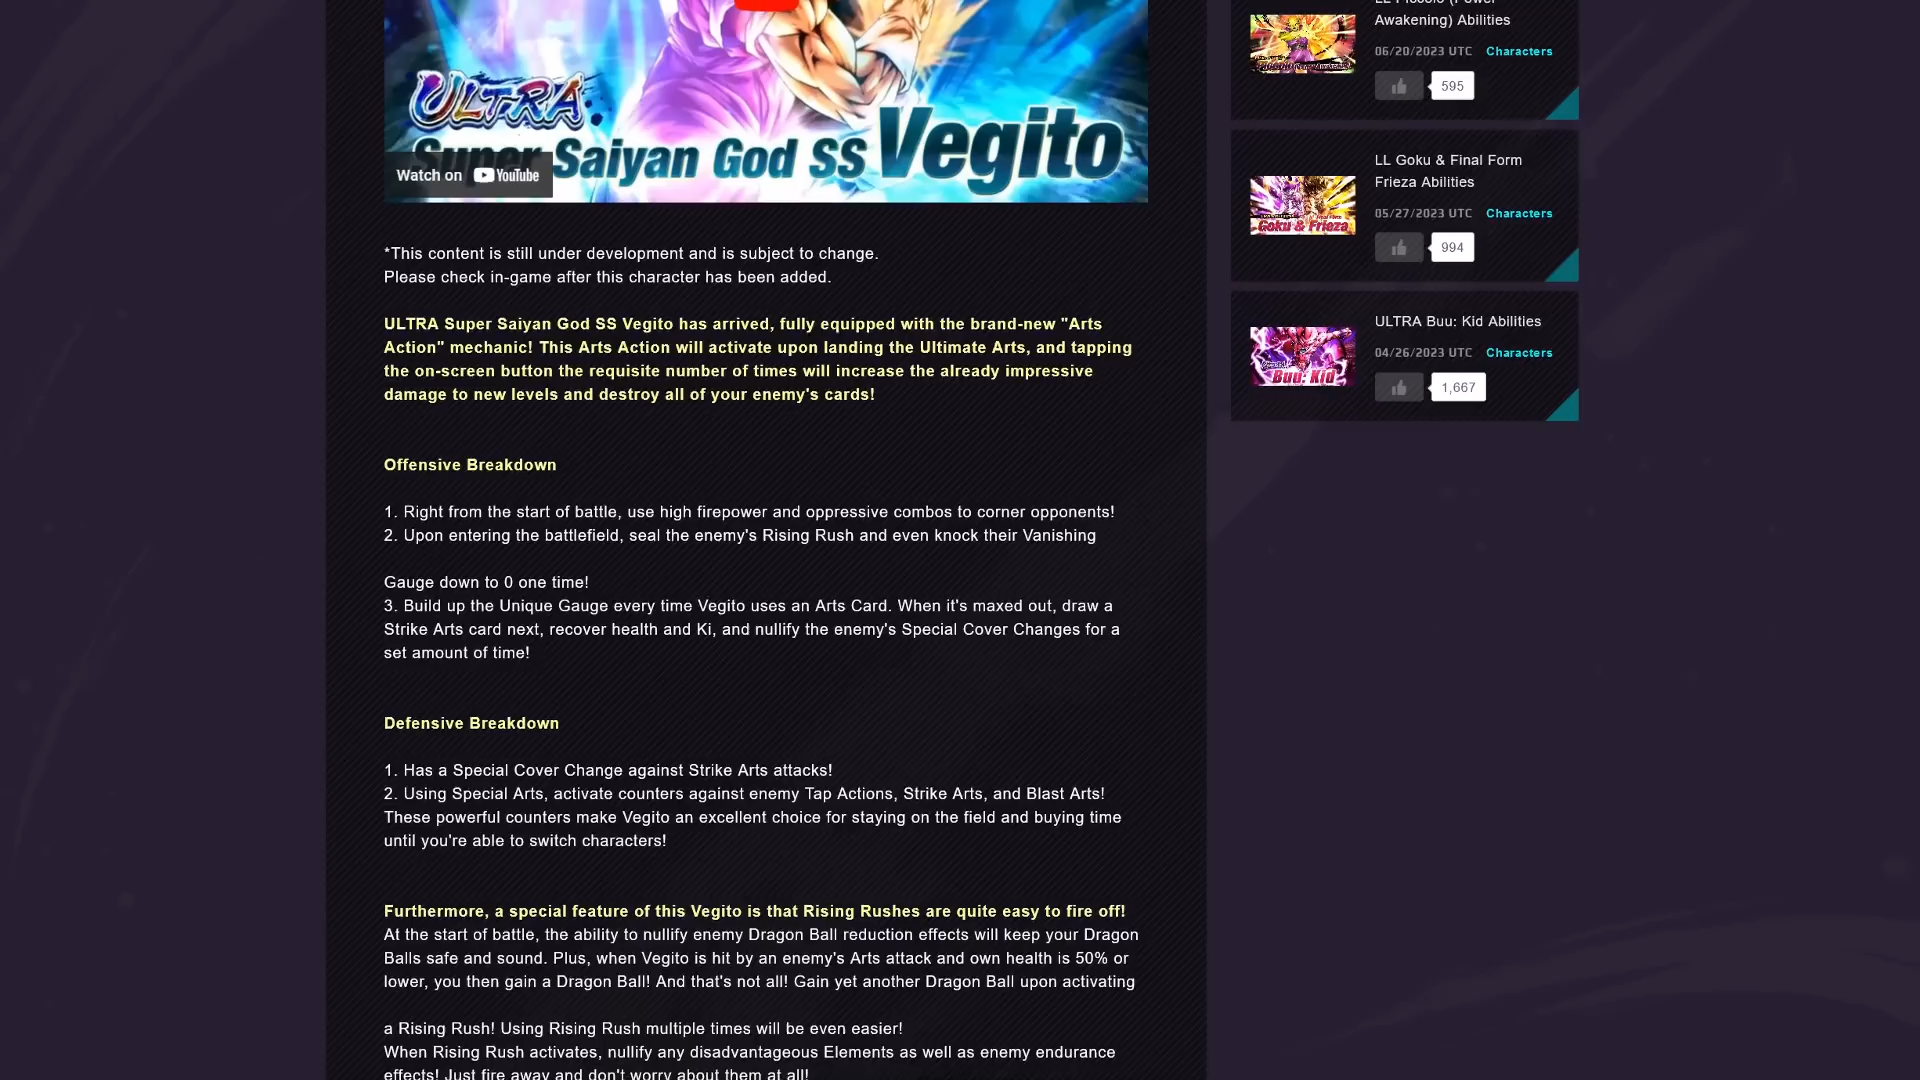 ULTRA
Super Saiyan God SS Vegito
Watch on YouTube
*This content is still under development and is subject to change.
Please check in-game after this character has been added.
ULTRA Super Saiyan God SS Vegito has arrived, fully equipped with the brand-new "Arts
Action" mechanic! This Arts Action will activate upon landing the Ultimate Arts, and tapping
the on-screen button the requisite number of times will increase the already impressive
damage to new levels and destroy all of your enemy's cards!
Offensive Breakdown
1. Right from the start of battle, use high firepower and oppressive combos to corner opponents!
2. Upon entering the battlefield, seal the enemy's Rising Rush and even knock their Vanishing
Gauge down to 0 one time!
3. Build up the Unique Gauge every time Vegito uses an Arts Card. When it's maxed out, draw a
Strike Arts card next, recover health and Ki, and nullify the enemy's Special Cover Changes for a
set amount of time!
Defensive Breakdown
1. Has a Special Cover Change against Strike Arts attacks!
2. Using Special Arts, activate counters against enemy Tap Actions, Strike Arts, and Blast Arts!
These powerful counters make Vegito an excellent choice for staying on the field and buying time
until you're able to switch characters!
Furthermore, a special feature of this Vegito is that Rising Rushes are quite easy to fire off!
At the start of battle, the ability to nullify enemy Dragon Ball reduction effects will keep your Dragon
Balls safe and sound. Plus, when Vegito is hit by an enemy's Arts attack and own health is 50% or
lower, you then gain a Dragon Ball! And that's not all! Gain yet another Dragon Ball upon activating
a Rising Rush! Using Rising Rush multiple times will be even easier!
When Rising Rush activates, nullify any disadvantageous Elements as well as enemy endurance
effects! Just fire away and don't worry about them at all!
LL Piccolo (Power
Awakening) Abilities
06/20/2023 UTC Characters
595
LL Goku & Final Form
Frieza Abilities
Goku & Frieza
05/27/2023 UTC Characters
994
ULTRA Buu: Kid Abilities
Buu: Kid
04/26/2023 UTC Characters
1,667